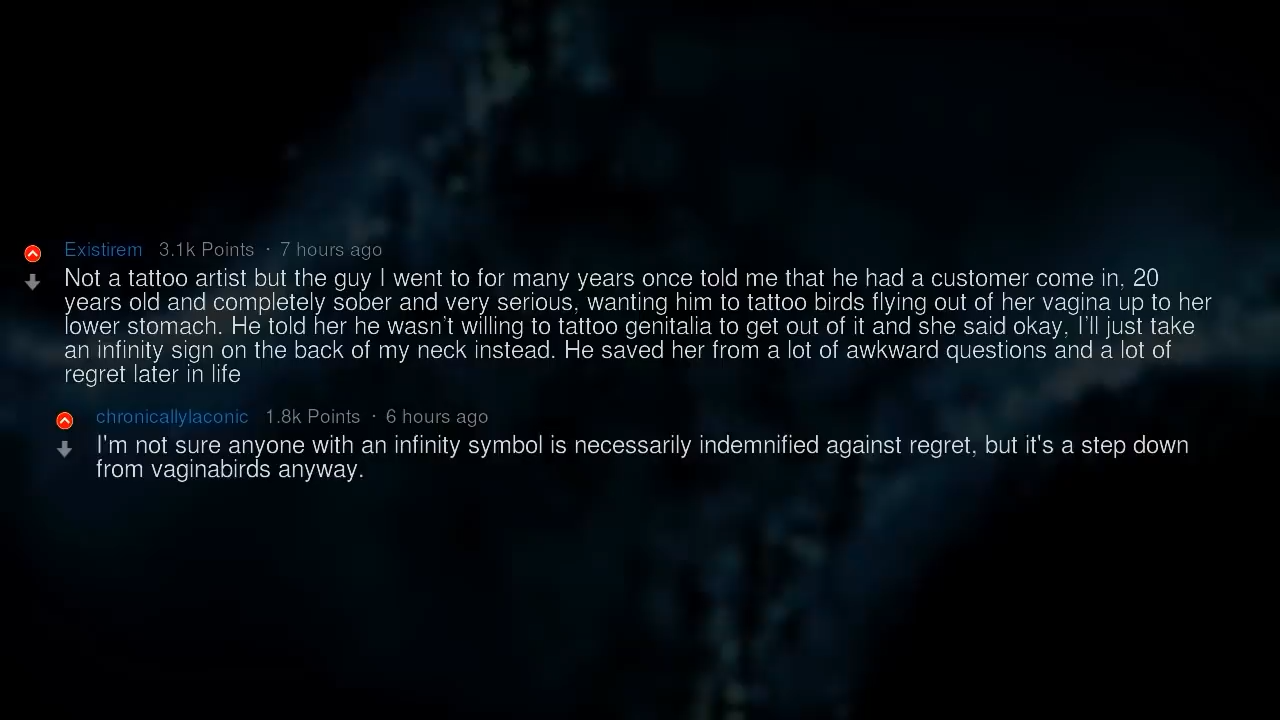 Existirem 3.1k Points · 7 hours ago
Not a tattoo artist but the guy I went to for many years once told me that he had a customer come in, 20
years old and completely sober and very serious, wanting him to tattoo birds flying out of her vagina up to her
lower stomach. He told her he wasn't willing to tattoo genitalia to get out of it and she said okay, I'll just take
an infinity sign on the back of my neck instead. He saved her from a lot of awkward questions and a lot of
regret later in life
chronicallylaconic 1.8k Points · 6 hours ago
I'm not sure anyone with an infinity symbol is necessarily indemnified against regret, but it's a step down
from vaginabirds anyway.